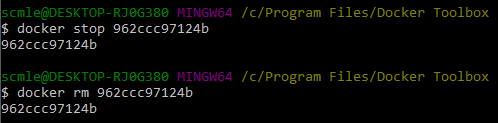 scmle@DESKTOP-RJ0G380 MINGW64 /c/Program Files/Docker Toolbox
$ docker stop 962ccc97124b
962ccc97124b
scmle@DESKTOP-RJ0G380 MINGW64 /c/Program Files/Docker Toolbox
$ docker rm 962ccc97124b
962ccc97124b